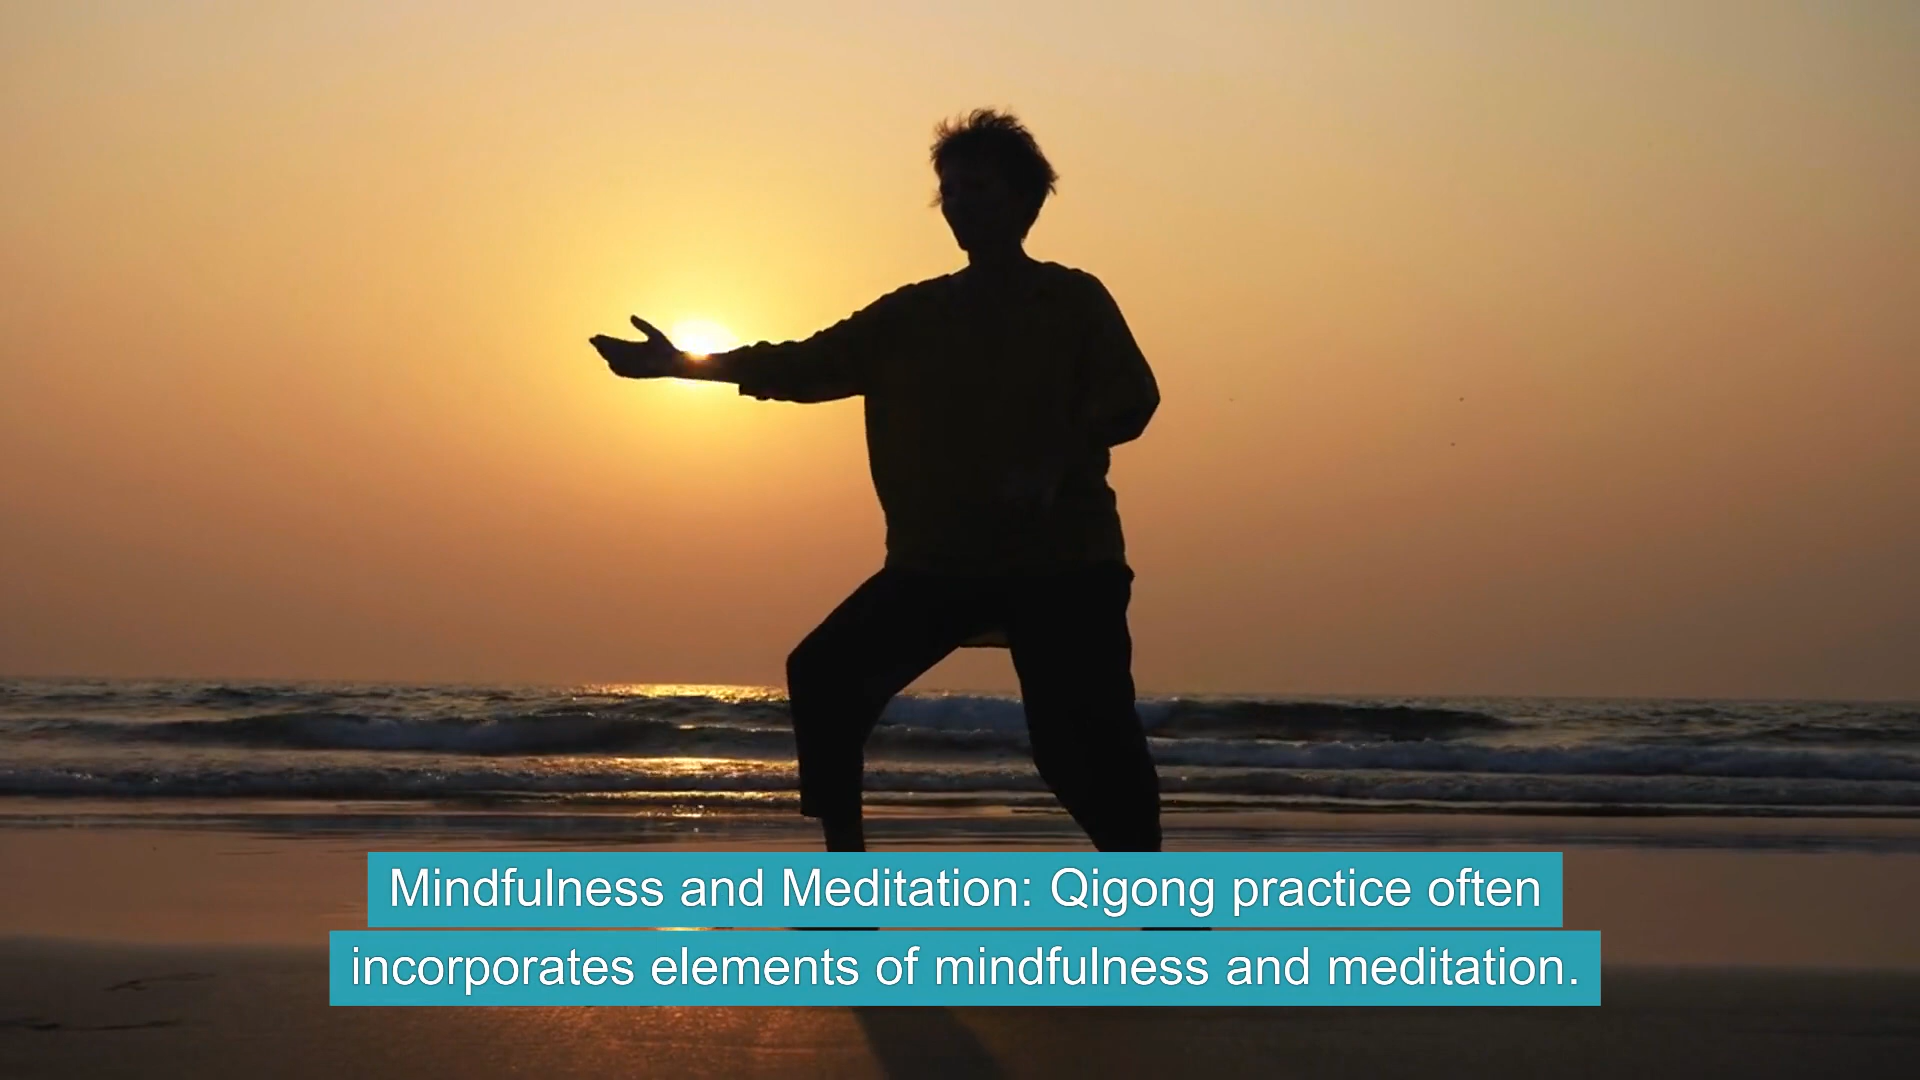 Mindfulness and Meditation: Qigong practice often
incorporates elements of mindfulness and meditation.